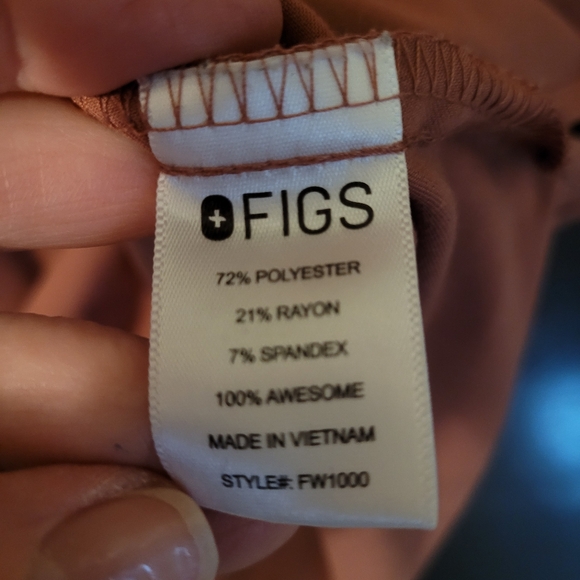 FIGS
72% POLYESTER
21% RAYON
7% SPANDEX
100% AWESOME
MADE IN VIETNAM
STYLE#: FW1000